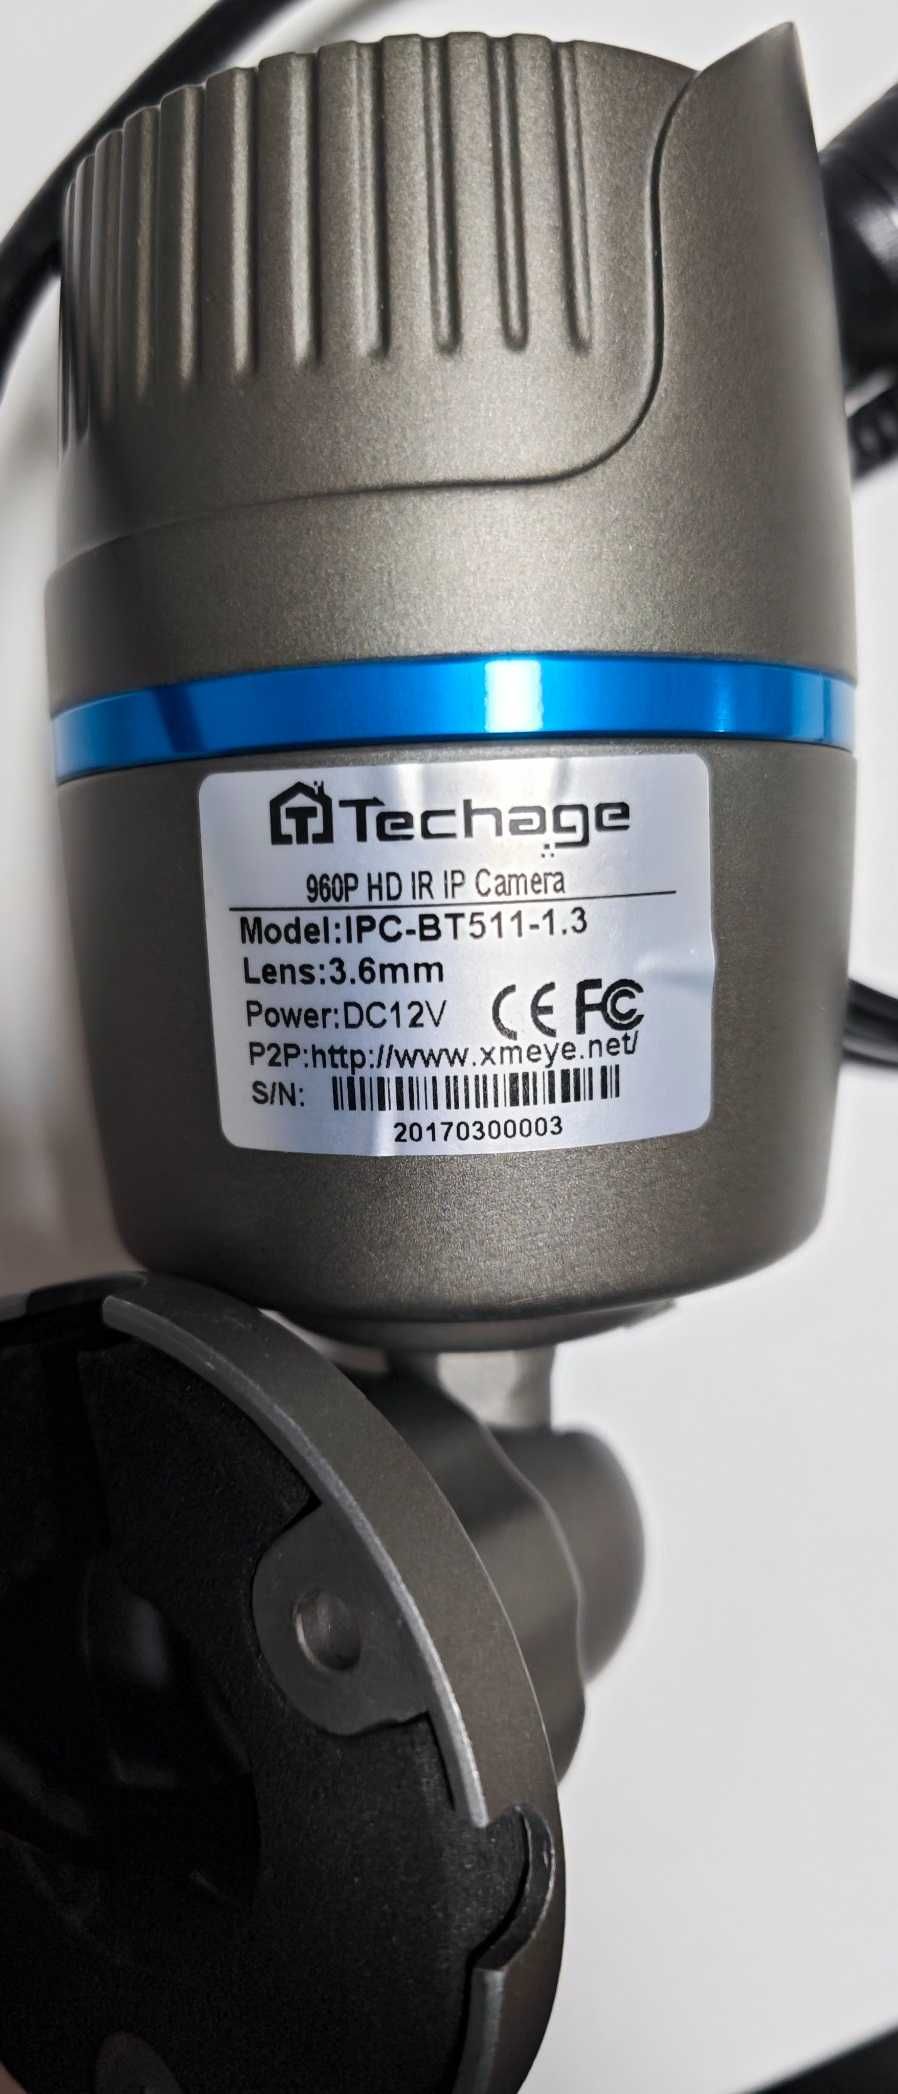 Techage
960P HD IR IP Camera
Model:IPC-BT511-1.3
Lens:3.6mm
Power:DC12V CE FC
P2P:http://www.xmeye.net/
S/N:
20170300003